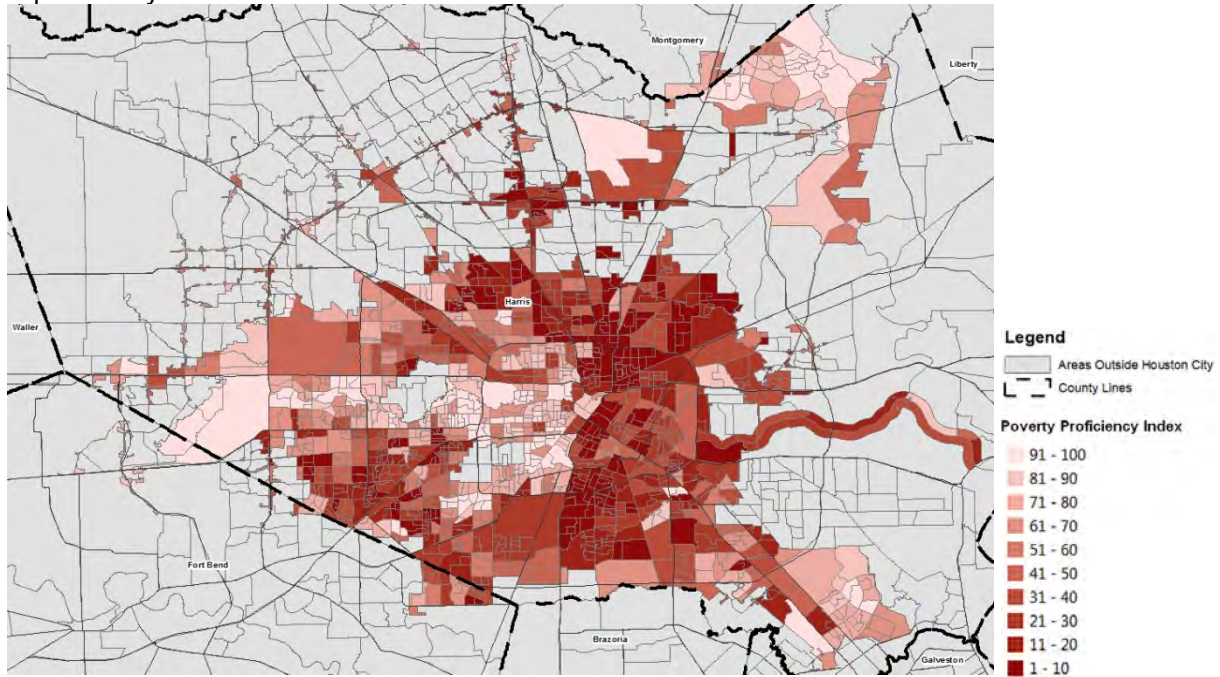 Montgomery
Liberty
Harris
Waller
Fort Bend
Brazoria
Galveston
Legend
Areas Outside Houston City
County Lines
Poverty Proficiency Index
91 - 100
81 - 90
71 - 80
61 - 70
51 - 60
41 - 50
31 - 40
21 - 30
11 - 20
1 - 10